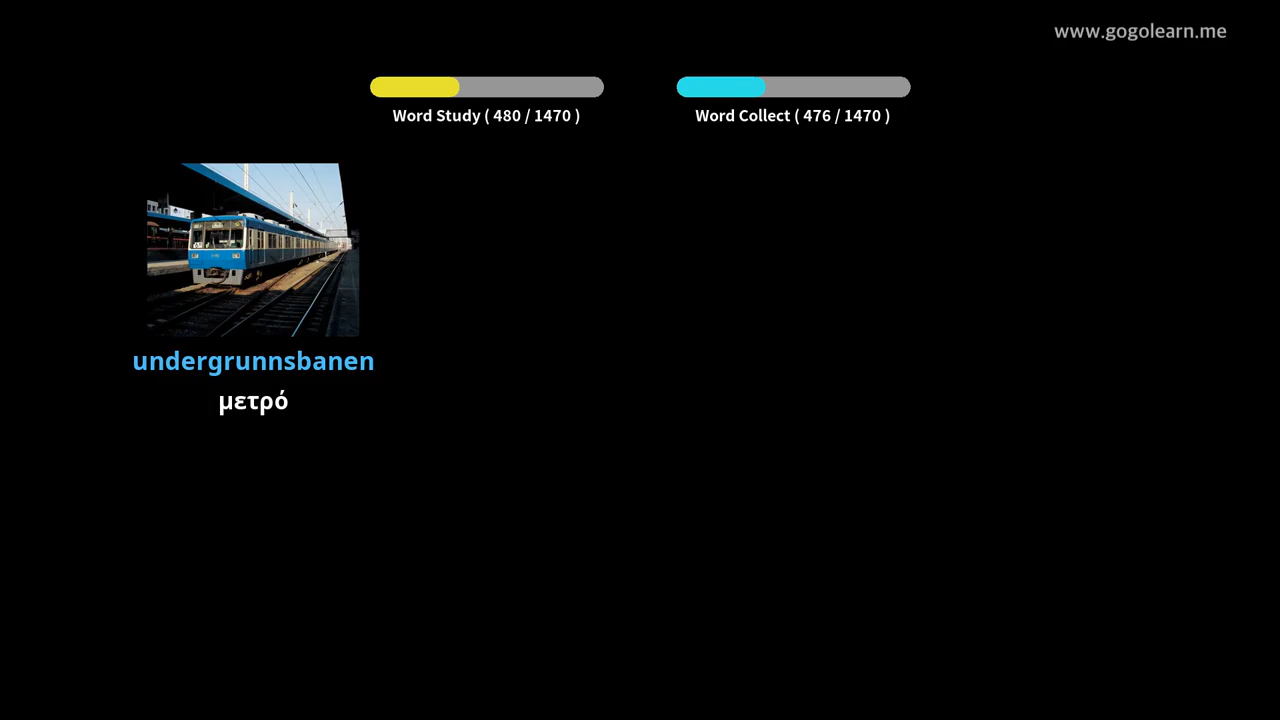 www.gogolearn.me
Word Study ( 480 / 1470 )
Word Collect ( 476 / 1470 )
undergrunnsbanen
μετρό